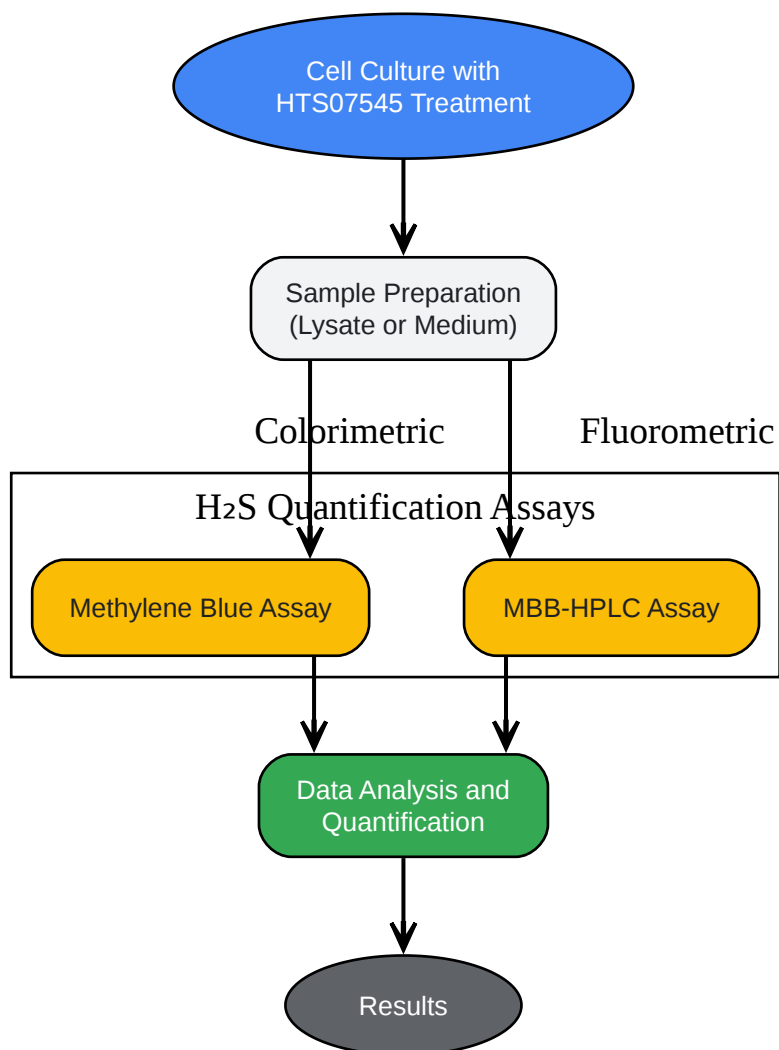 Cell Culture with
HTS07545 Treatment
Sample Preparation
(Lysate or Medium)
Colorimetric
Fluorometric
H₂S Quantification Assays
Methylene Blue Assay
MBB-HPLC Assay
Data Analysis and
Quantification
Results